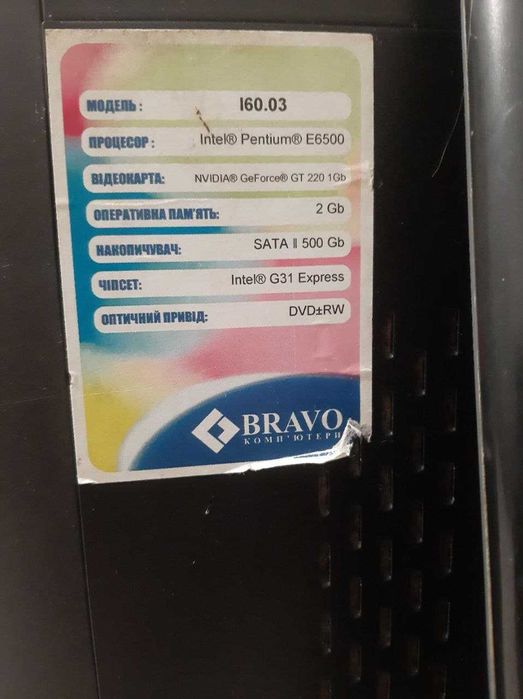 МОДЕЛЬ : I60.03
ПРОЦЕСОР : Intel® Pentium® E6500
ВІДЕОКАРТА: NVIDIA® GeForce® GT 220 1Gb
ОПЕРАТИВНА ПАМ'ЯТЬ: 2 Gb
НАКОПИЧУВАЧ: SATA II 500 Gb
ЧІПСЕТ: Intel® G31 Express
ОПТИЧНИЙ ПРИВІД: DVD±RW
BRAVO
КОМП'ЮТЕРИ